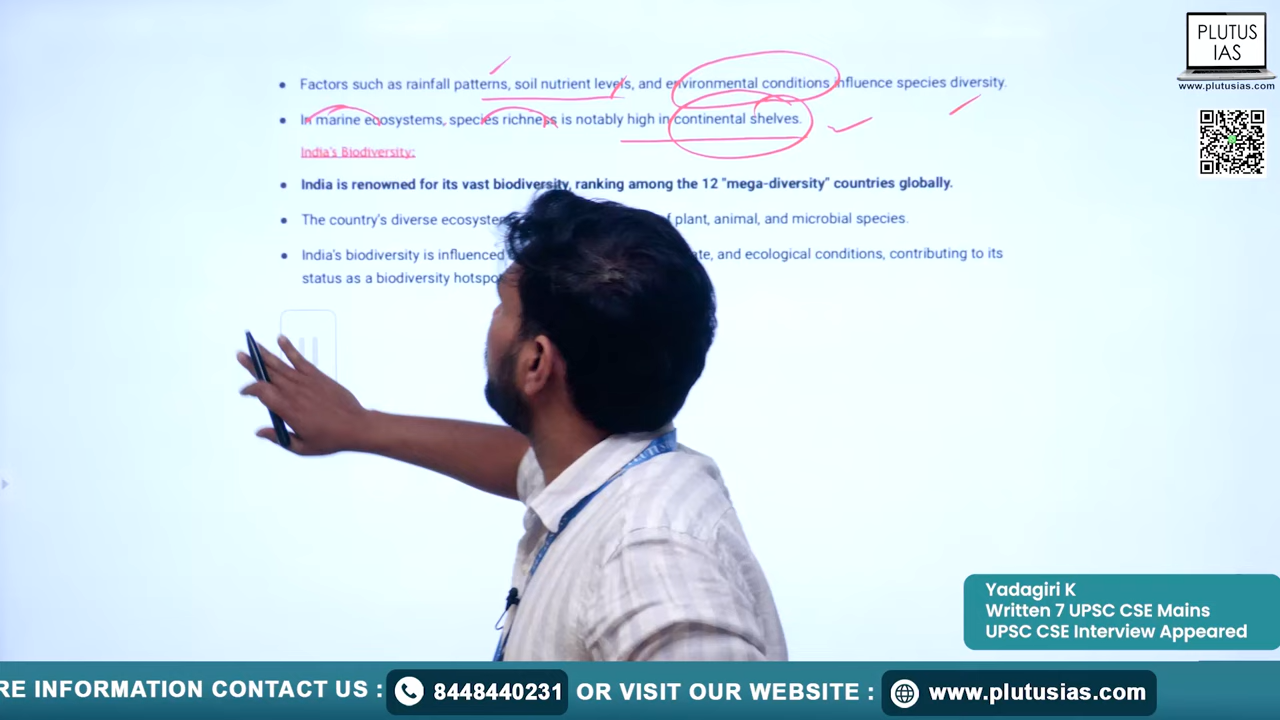 PLUTUS
IAS
www.plutusias.com
Factors such as rainfall patterns, soil nutrient levels, and environmental conditions influence species diversity.
In marine ecosystems, species richness is notably high in continental shelves.
India's Biodiversity:
India is renowned for its vast biodiversity, ranking among the 12 "mega-diversity" countries globally.
The country's diverse plant, animal, and microbial species.
India's biodiversity is influenced and ecological conditions, contributing to its
status as a biodiversity
Yadagiri K
Written 7 UPSC CSE Mains
UPSC CSE Interview Appeared
RE INFORMATION CONTACT US : 8448440231 OR VISIT OUR WEBSITE : www.plutusias.com